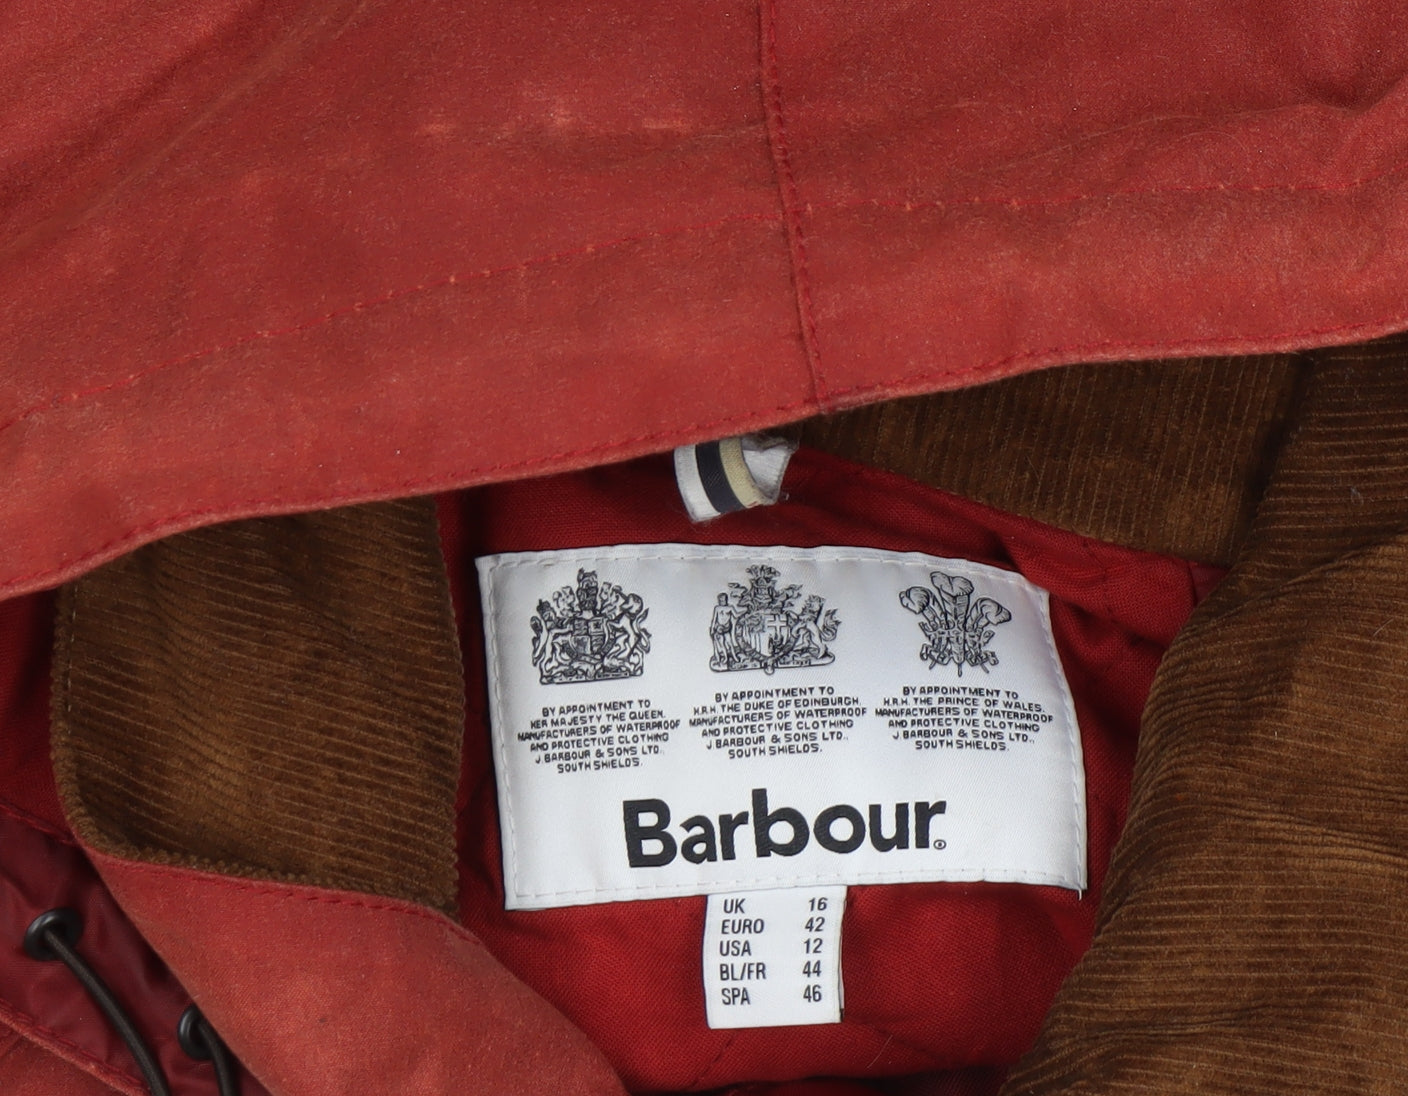 BY APPOINTMENT TO
HER MAJESTY THE QUEEN.
MANUFACTURERS OF WATERPROOF
AND PROTECTIVE CLOTHING
J. BARBOUR & SONS LTD.,
SOUTH SHIELDS.
BY APPOINTMENT TO
H.R.H. THE DUKE OF EDINBURGH.
MANUFACTURERS OF WATERPROOF
AND PROTECTIVE CLOTHING
J. BARBOUR & SONS LTD.,
SOUTH SHIELDS.
BY APPOINTMENT TO
H.R.H. THE PRINCE OF WALES.
MANUFACTURERS OF WATERPROOF
AND PROTECTIVE CLOTHING
J. BARBOUR & SONS LTD.,
SOUTH SHIELDS.
Barbour®
UK 16
EURO 42
USA 12
BL/FR 44
SPA 46